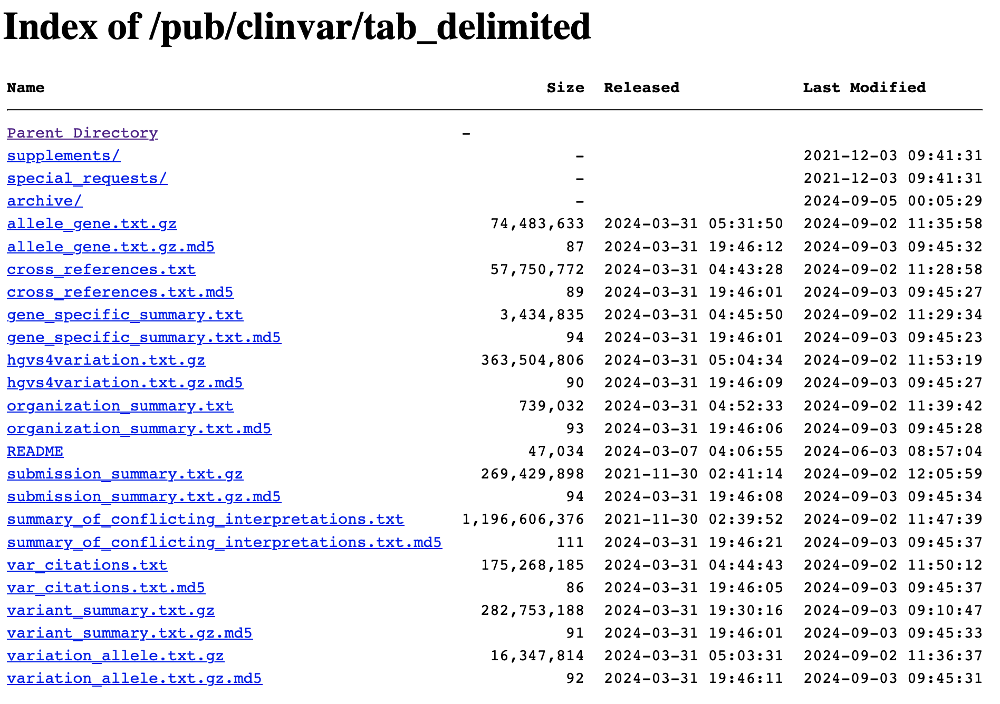 Index of /pub/clinvar/tab_delimited
Name Size Released Last Modified
Parent Directory -
supplements/ - 2021-12-03 09:41:31
special_requests/ - 2021-12-03 09:41:31
archive/ - 2024-09-05 00:05:29
allele_gene.txt.gz 74,483,633 2024-03-31 05:31:50 2024-09-02 11:35:58
allele_gene.txt.gz.md5 87 2024-03-31 19:46:12 2024-09-03 09:45:32
cross_references.txt 57,750,772 2024-03-31 04:43:28 2024-09-02 11:28:58
cross_references.txt.md5 89 2024-03-31 19:46:01 2024-09-03 09:45:27
gene_specific_summary.txt 3,434,835 2024-03-31 04:45:50 2024-09-02 11:29:34
gene_specific_summary.txt.md5 94 2024-03-31 19:46:01 2024-09-03 09:45:23
hgvs4variation.txt.gz 363,504,806 2024-03-31 05:04:34 2024-09-02 11:53:19
hgvs4variation.txt.gz.md5 90 2024-03-31 19:46:09 2024-09-03 09:45:27
organization_summary.txt 739,032 2024-03-31 04:52:33 2024-09-02 11:39:42
organization_summary.txt.md5 93 2024-03-31 19:46:06 2024-09-03 09:45:28
README 47,034 2024-03-07 04:06:55 2024-06-03 08:57:04
submission_summary.txt.gz 269,429,898 2021-11-30 02:41:14 2024-09-02 12:05:59
submission_summary.txt.gz.md5 94 2024-03-31 19:46:08 2024-09-03 09:45:34
summary_of_conflicting_interpretations.txt 1,196,606,376 2021-11-30 02:39:52 2024-09-02 11:47:39
summary_of_conflicting_interpretations.txt.md5 111 2024-03-31 19:46:21 2024-09-03 09:45:37
var_citations.txt 175,268,185 2024-03-31 04:44:43 2024-09-02 11:50:12
var_citations.txt.md5 86 2024-03-31 19:46:05 2024-09-03 09:45:37
variant_summary.txt.gz 282,753,188 2024-03-31 19:30:16 2024-09-03 09:10:47
variant_summary.txt.gz.md5 91 2024-03-31 19:46:01 2024-09-03 09:45:33
variation_allele.txt.gz 16,347,814 2024-03-31 05:03:31 2024-09-02 11:36:37
variation_allele.txt.gz.md5 92 2024-03-31 19:46:11 2024-09-03 09:45:31